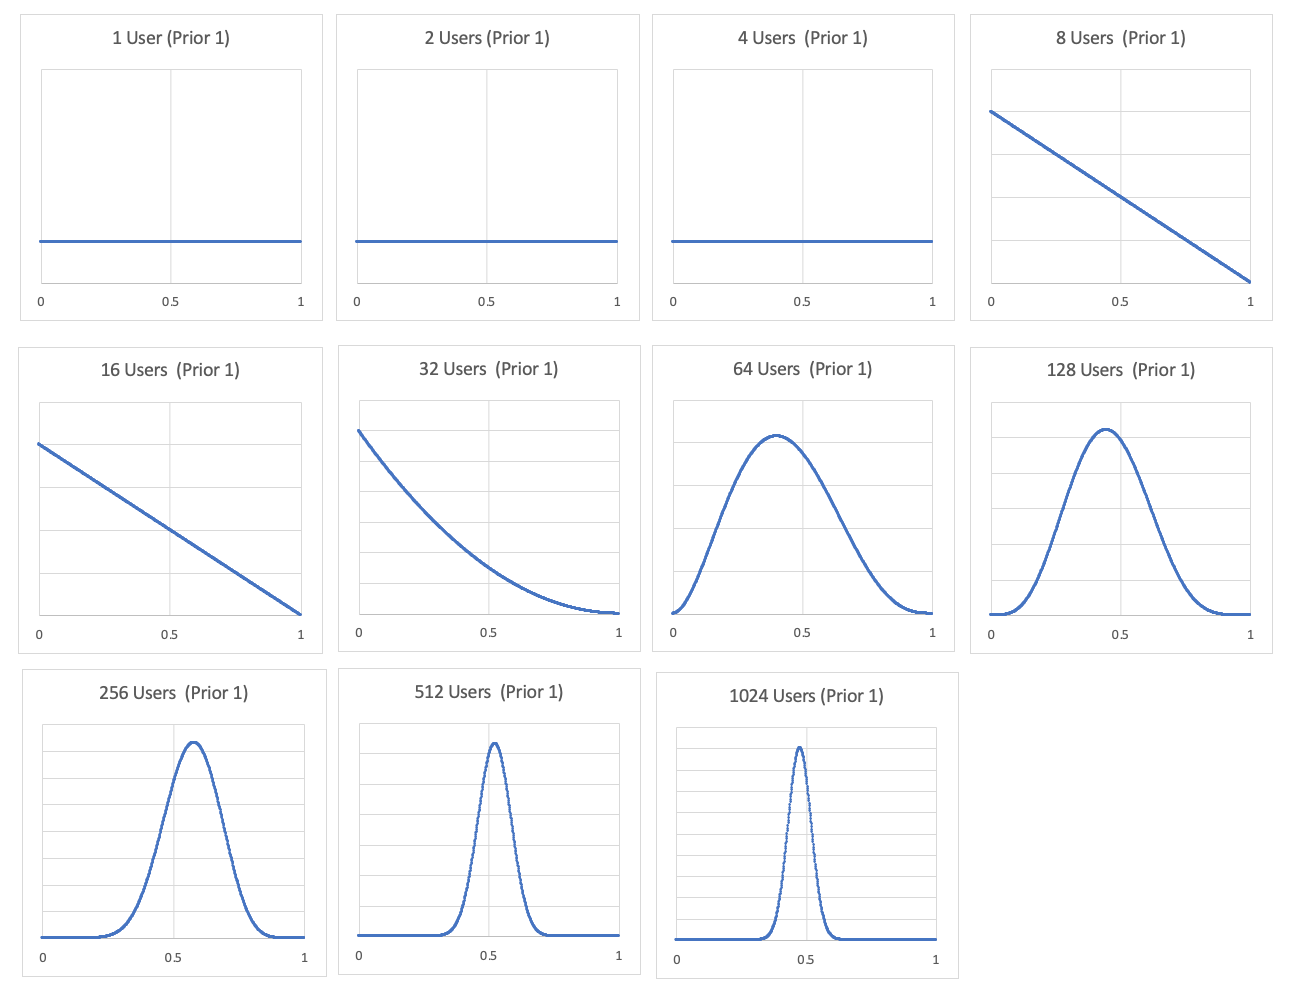 1 User (Prior 1)
2 Users (Prior 1)
4 Users  (Prior 1)
8 Users  (Prior 1)
0 0.5 1
0 0.5 1
0 0.5 1
0 0.5 1
16 Users  (Prior 1)
32 Users  (Prior 1)
64 Users  (Prior 1)
128 Users  (Prior 1)
0 0.5 1
0 0.5 1
0 0.5 1
0 0.5 1
256 Users  (Prior 1)
512 Users  (Prior 1)
1024 Users (Prior 1)
0 0.5 1
0 0.5 1
0 0.5 1